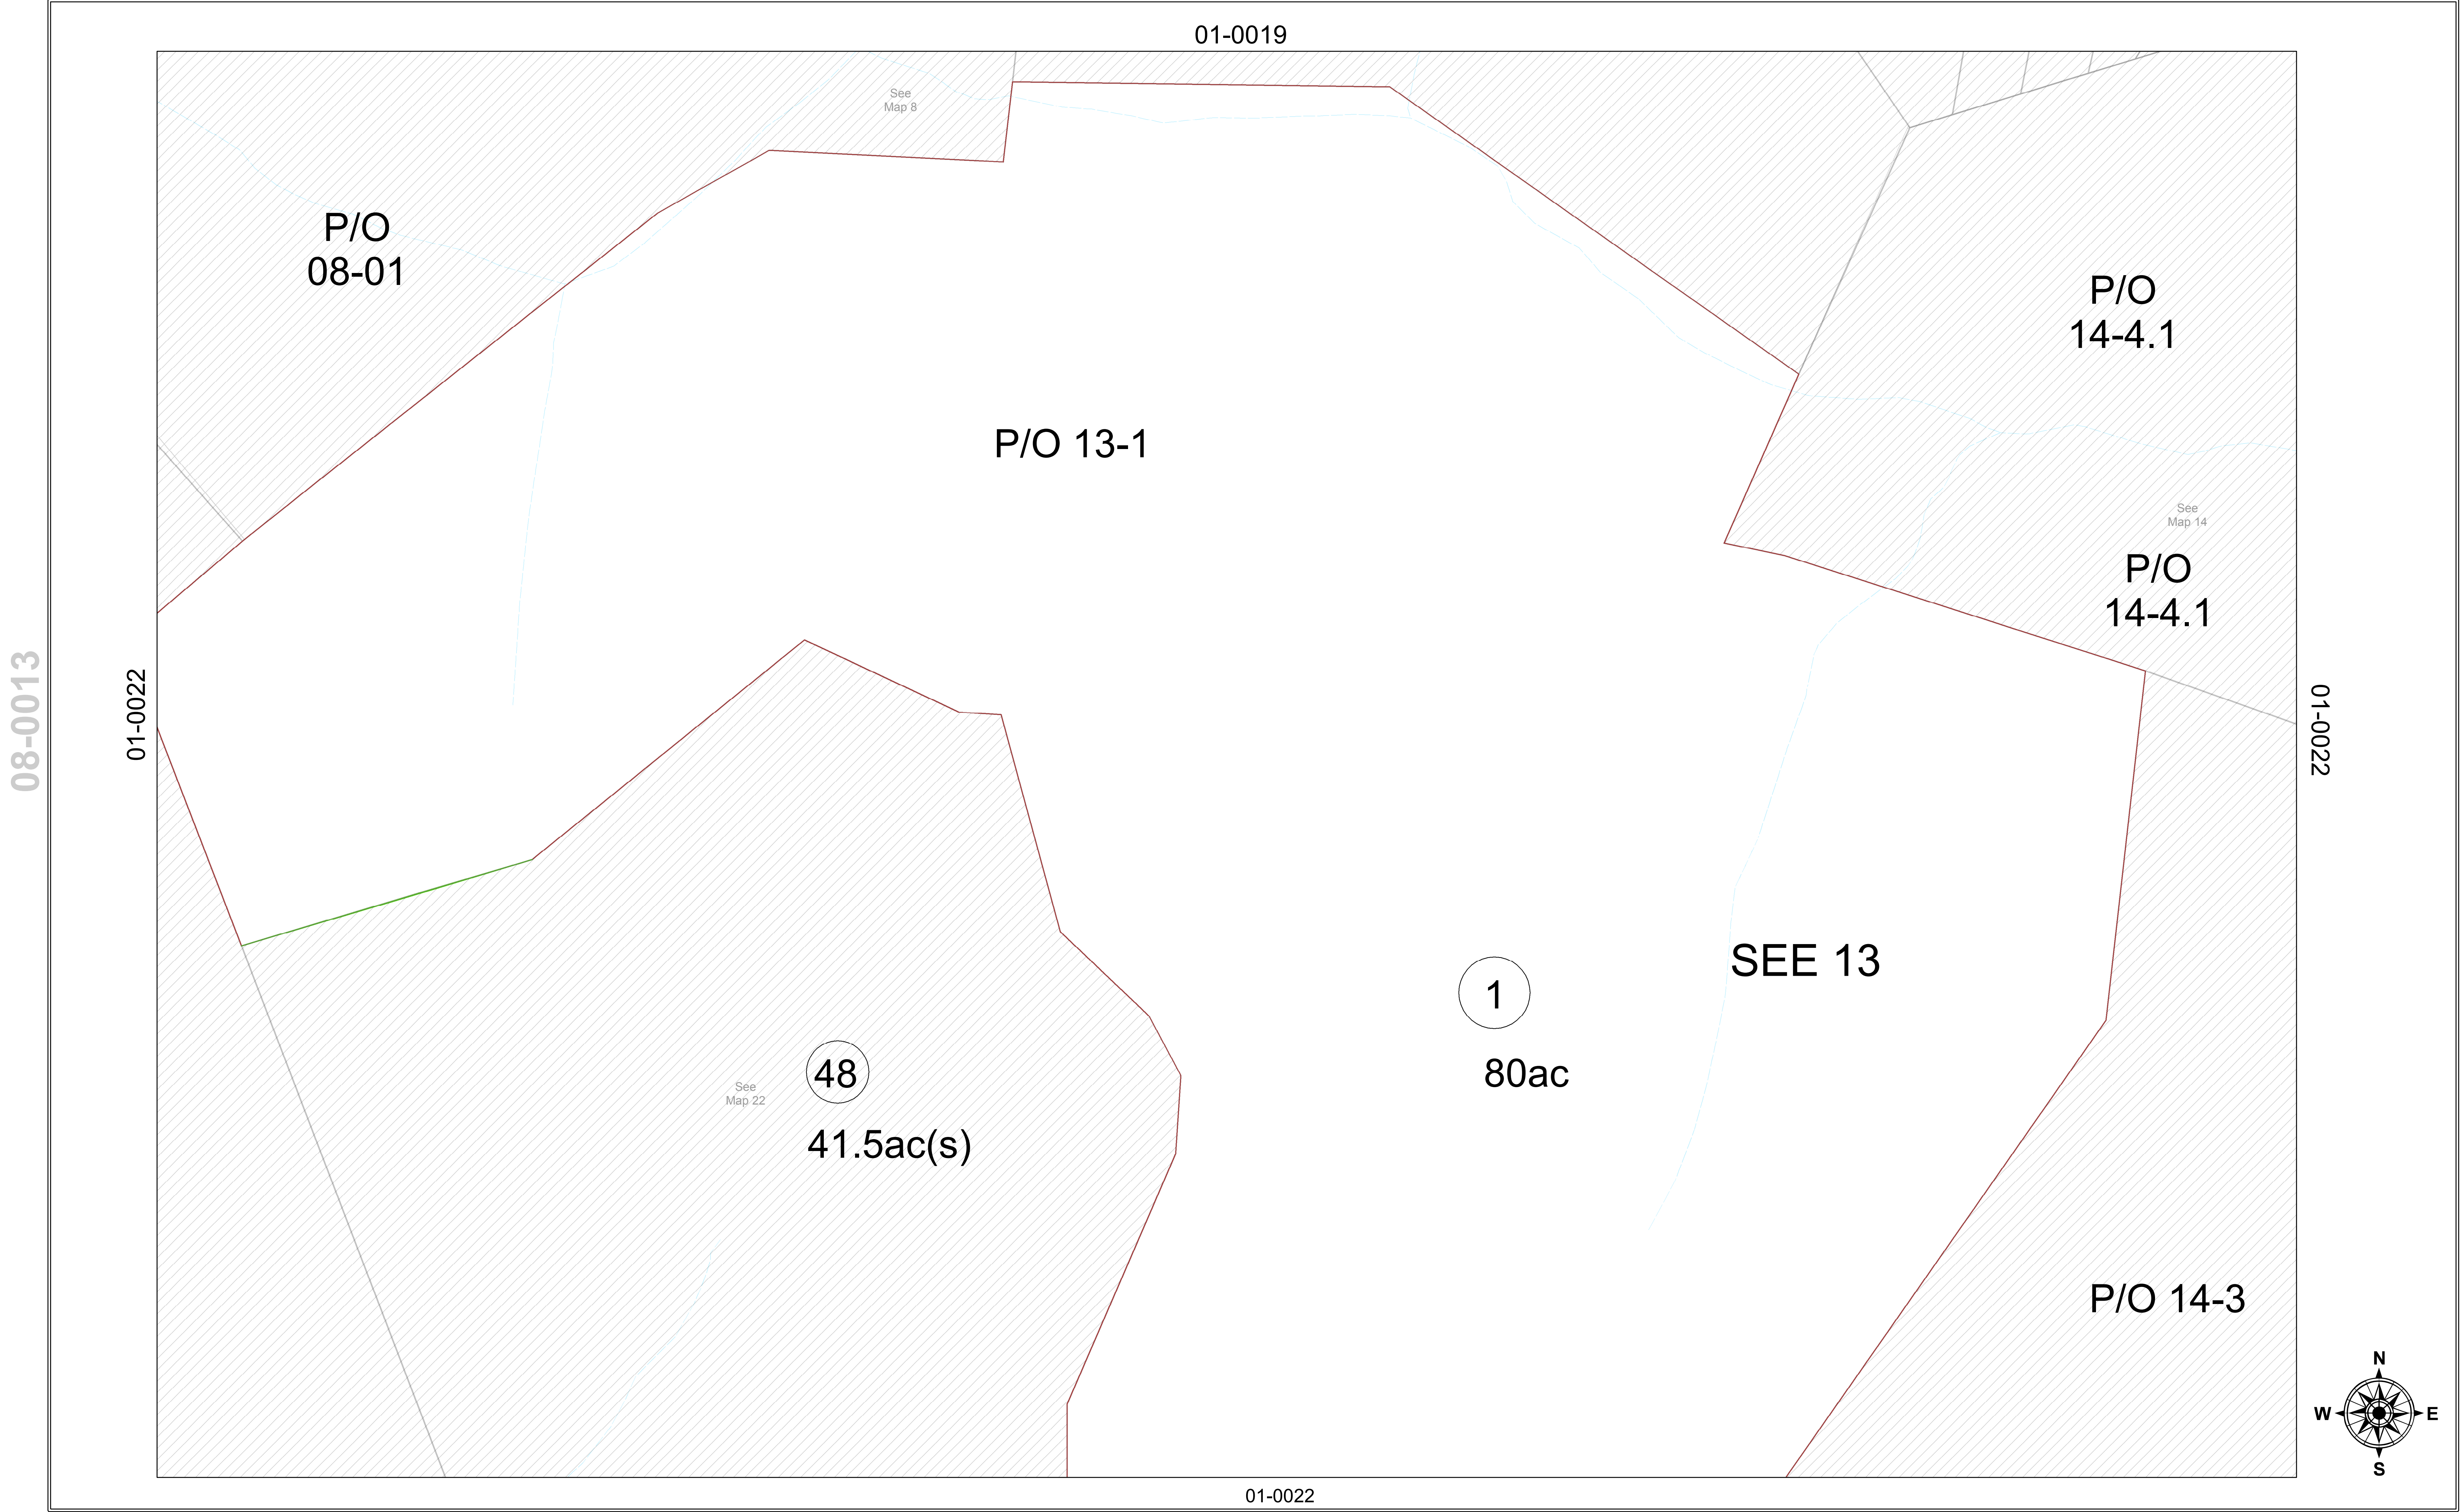 01-0019
See
Map 8
P/O
08-01
P/O
14-4.1
P/O 13-1
See
Map 14
P/O
14-4.1
08-0013
01-0022
01-0022
SEE 13
1
48
80ac
See
Map 22
41.5ac(s)
P/O 14-3
N
W
E
S
01-0022